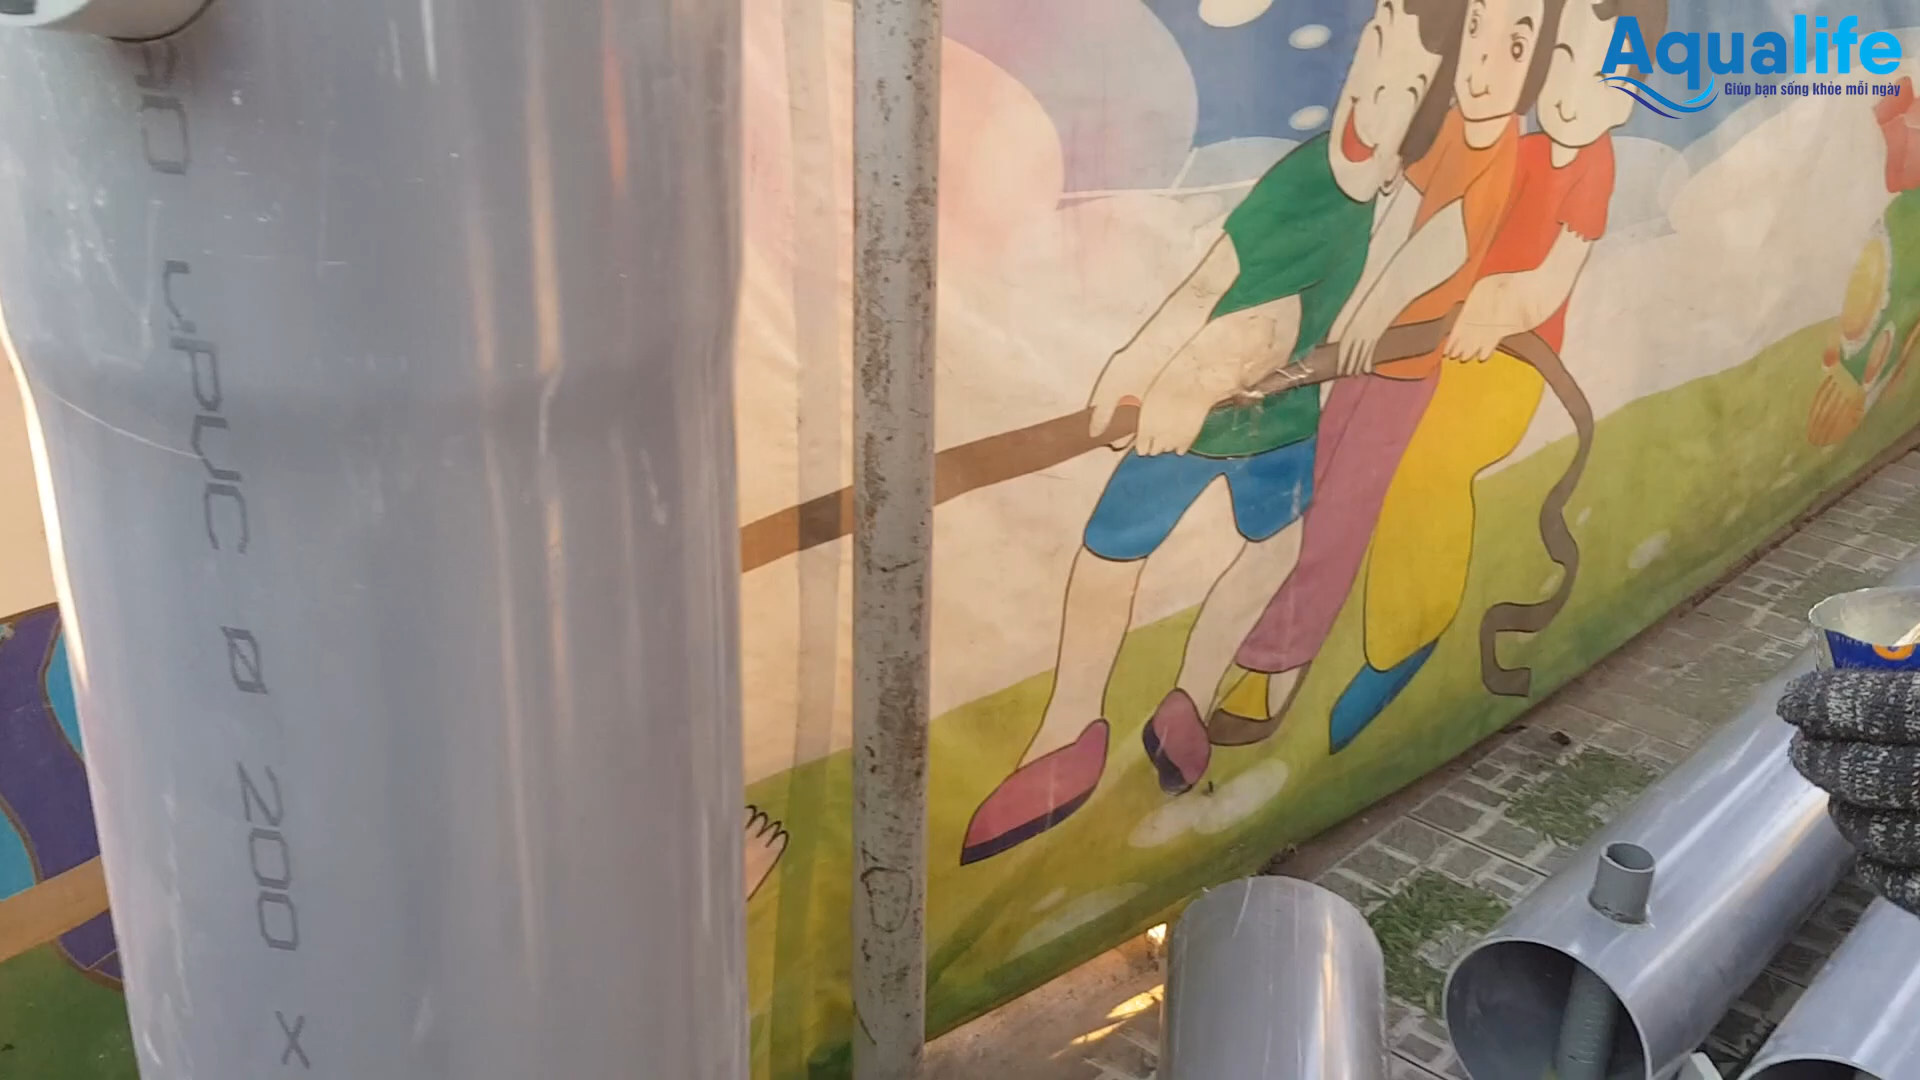 Aqualife
Giúp bạn sống khỏe mỗi ngày
uPVC Ø 200 X